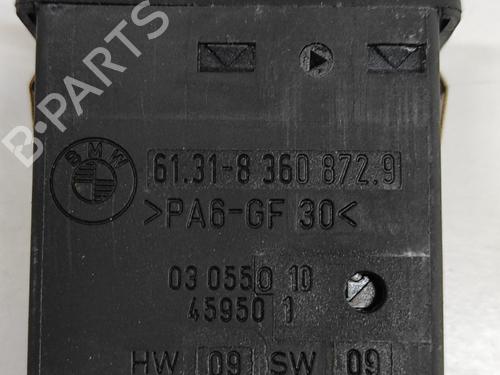 B-PARTS
BMW
61.31-8 360 872.9
>PA6-GF 30<
03 0550 10
45950 1
HW 09 SW 09